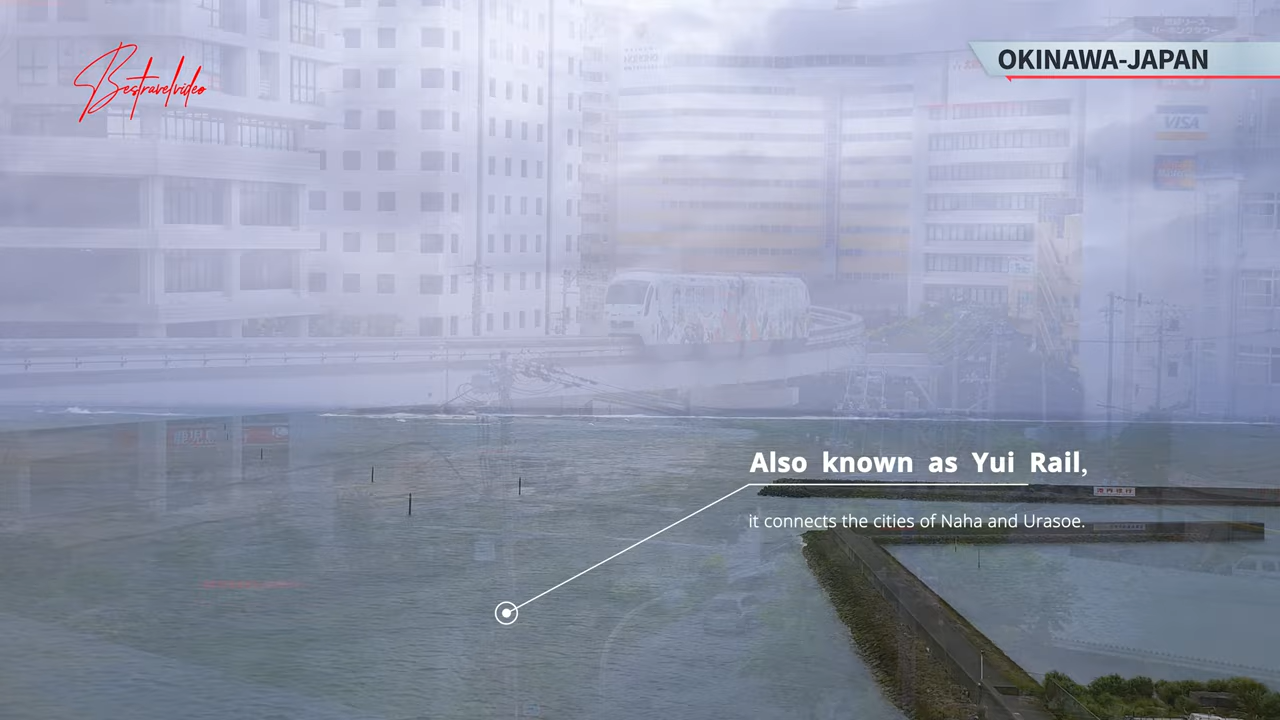 Bestravelvideo
OKINAWA-JAPAN
VISA
Also known as Yui Rail,
it connects the cities of Naha and Urasoe.